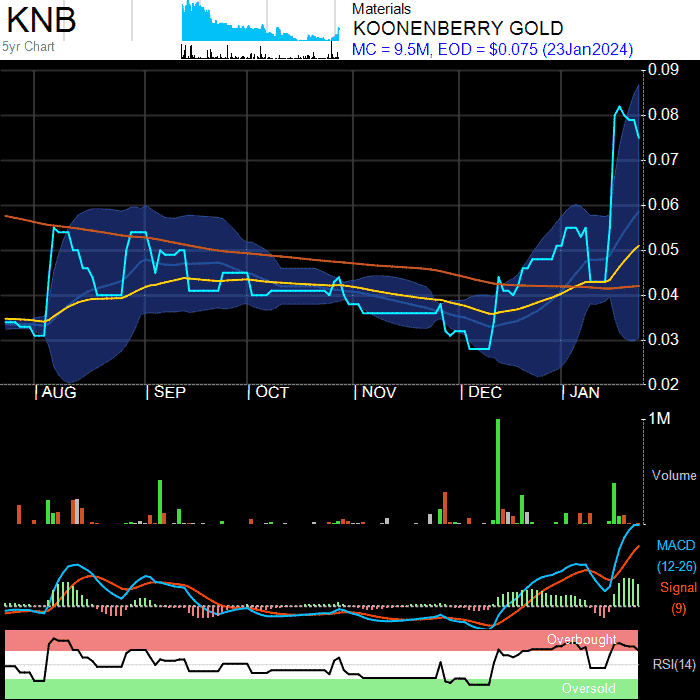 KNB
5yr Chart
Materials
KOONENBERRY GOLD
MC = 9.5M, EOD = $0.075 (23Jan2024)
0.09
0.08
0.07
0.06
0.05
0.04
0.03
0.02
AUG SEP OCT NOV DEC JAN
1M
Volume
MACD
(12-26)
Signal
(9)
Overbought
RSI(14)
Oversold